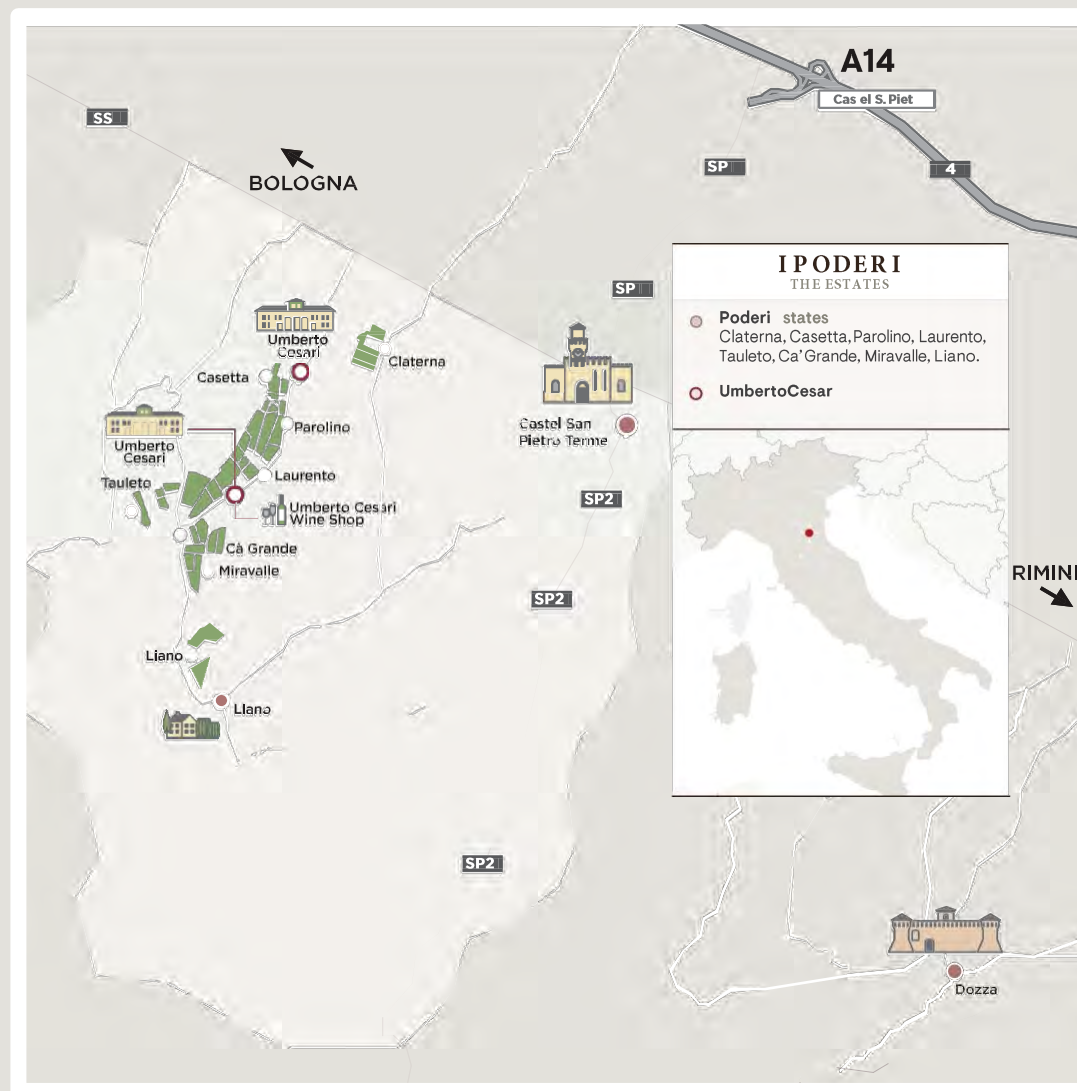 A14
Cas el S. Piet
SS
SP
4
BOLOGNA
I PODERI
THE ESTATES
SP
Poderi states
Claterna, Casetta, Parolino, Laurento,
Tauleto, Ca' Grande, Miravalle, Liano.
UmbertoCesar
Umberto
Cesari
Claterna
Casetta
Parolino
Castel San
Pietro Terme
Umberto
Cesari
Laurento
Tauleto
SP2
Umberto Cesari
Wine Shop
Cà Grande
Miravalle
RIMINI
SP2
Liano
Liano
SP2
Dozza